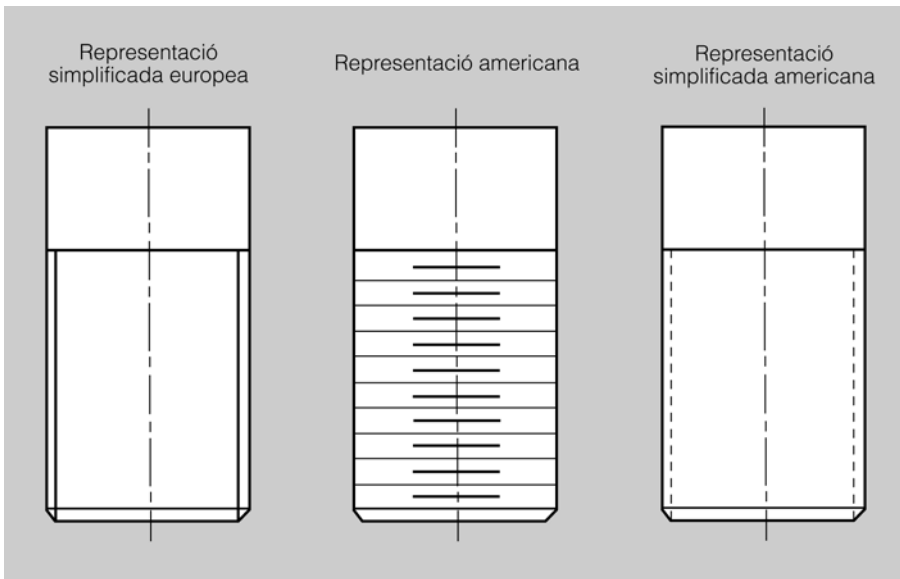 Representació
simplificada europea
Representació americana
Representació
simplificada americana